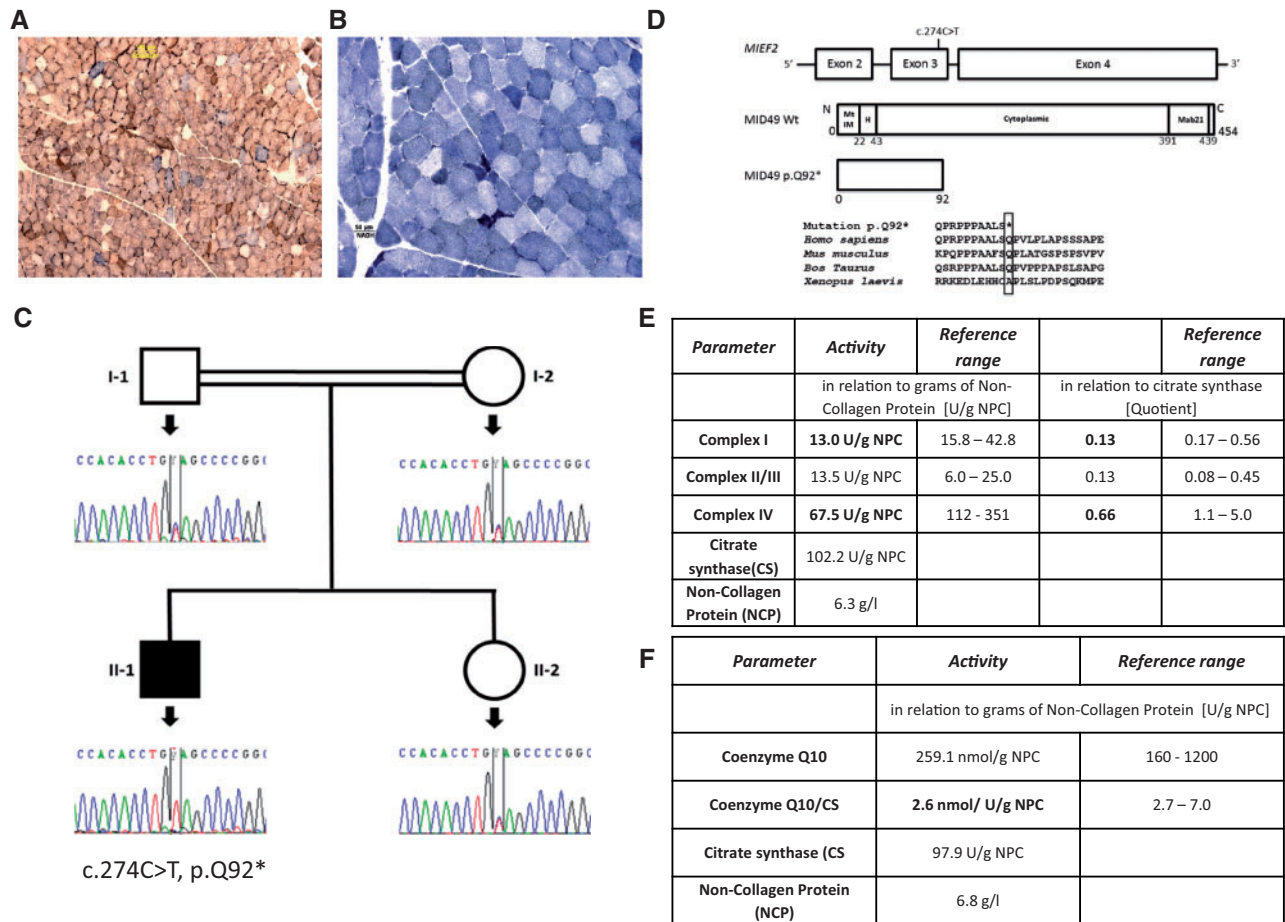 A
B
50 µm
NADH
C
I-1
I-2
CCACACCTGYAGCCCCGG
CCACACCTGYAGCCCCGG
II-1
II-2
CCACACCTG AGCCCCGG
CCACACCTGYAGCCCCGG
c.274C>T, p.Q92*
D
c.274C>T
MIEF2
5' Exon 2 Exon 3 Exon 4 3'
N C
MID49 Wt
Mt IM H Cytoplasmic Mab21
0 22 43 391 439 454
MID49 p.Q92*
0 92
Mutation p.Q92* QPRPPPAALS*
Homo sapiens QPRPPPAALSQPVLPLAPSSSAPE
Mus musculus KPQPPPAAFSQPLATGSPSPSVPV
Bos Taurus QSRPPPAALSQPVPPPAPSLSAPG
Xenopus laevis RRKEDLEHHCAPLSLPDPSQKMPE
E
Parameter Activity Reference range Reference range
in relation to grams of Non-Collagen Protein [U/g NPC] in relation to citrate synthase [Quotient]
Complex I 13.0 U/g NPC 15.8 – 42.8 0.13 0.17 – 0.56
Complex II/III 13.5 U/g NPC 6.0 – 25.0 0.13 0.08 – 0.45
Complex IV 67.5 U/g NPC 112 - 351 0.66 1.1 – 5.0
Citrate synthase(CS) 102.2 U/g NPC
Non-Collagen Protein (NCP) 6.3 g/l
F
Parameter Activity Reference range
in relation to grams of Non-Collagen Protein [U/g NPC]
Coenzyme Q10 259.1 nmol/g NPC 160 - 1200
Coenzyme Q10/CS 2.6 nmol/ U/g NPC 2.7 – 7.0
Citrate synthase (CS 97.9 U/g NPC
Non-Collagen Protein (NCP) 6.8 g/l